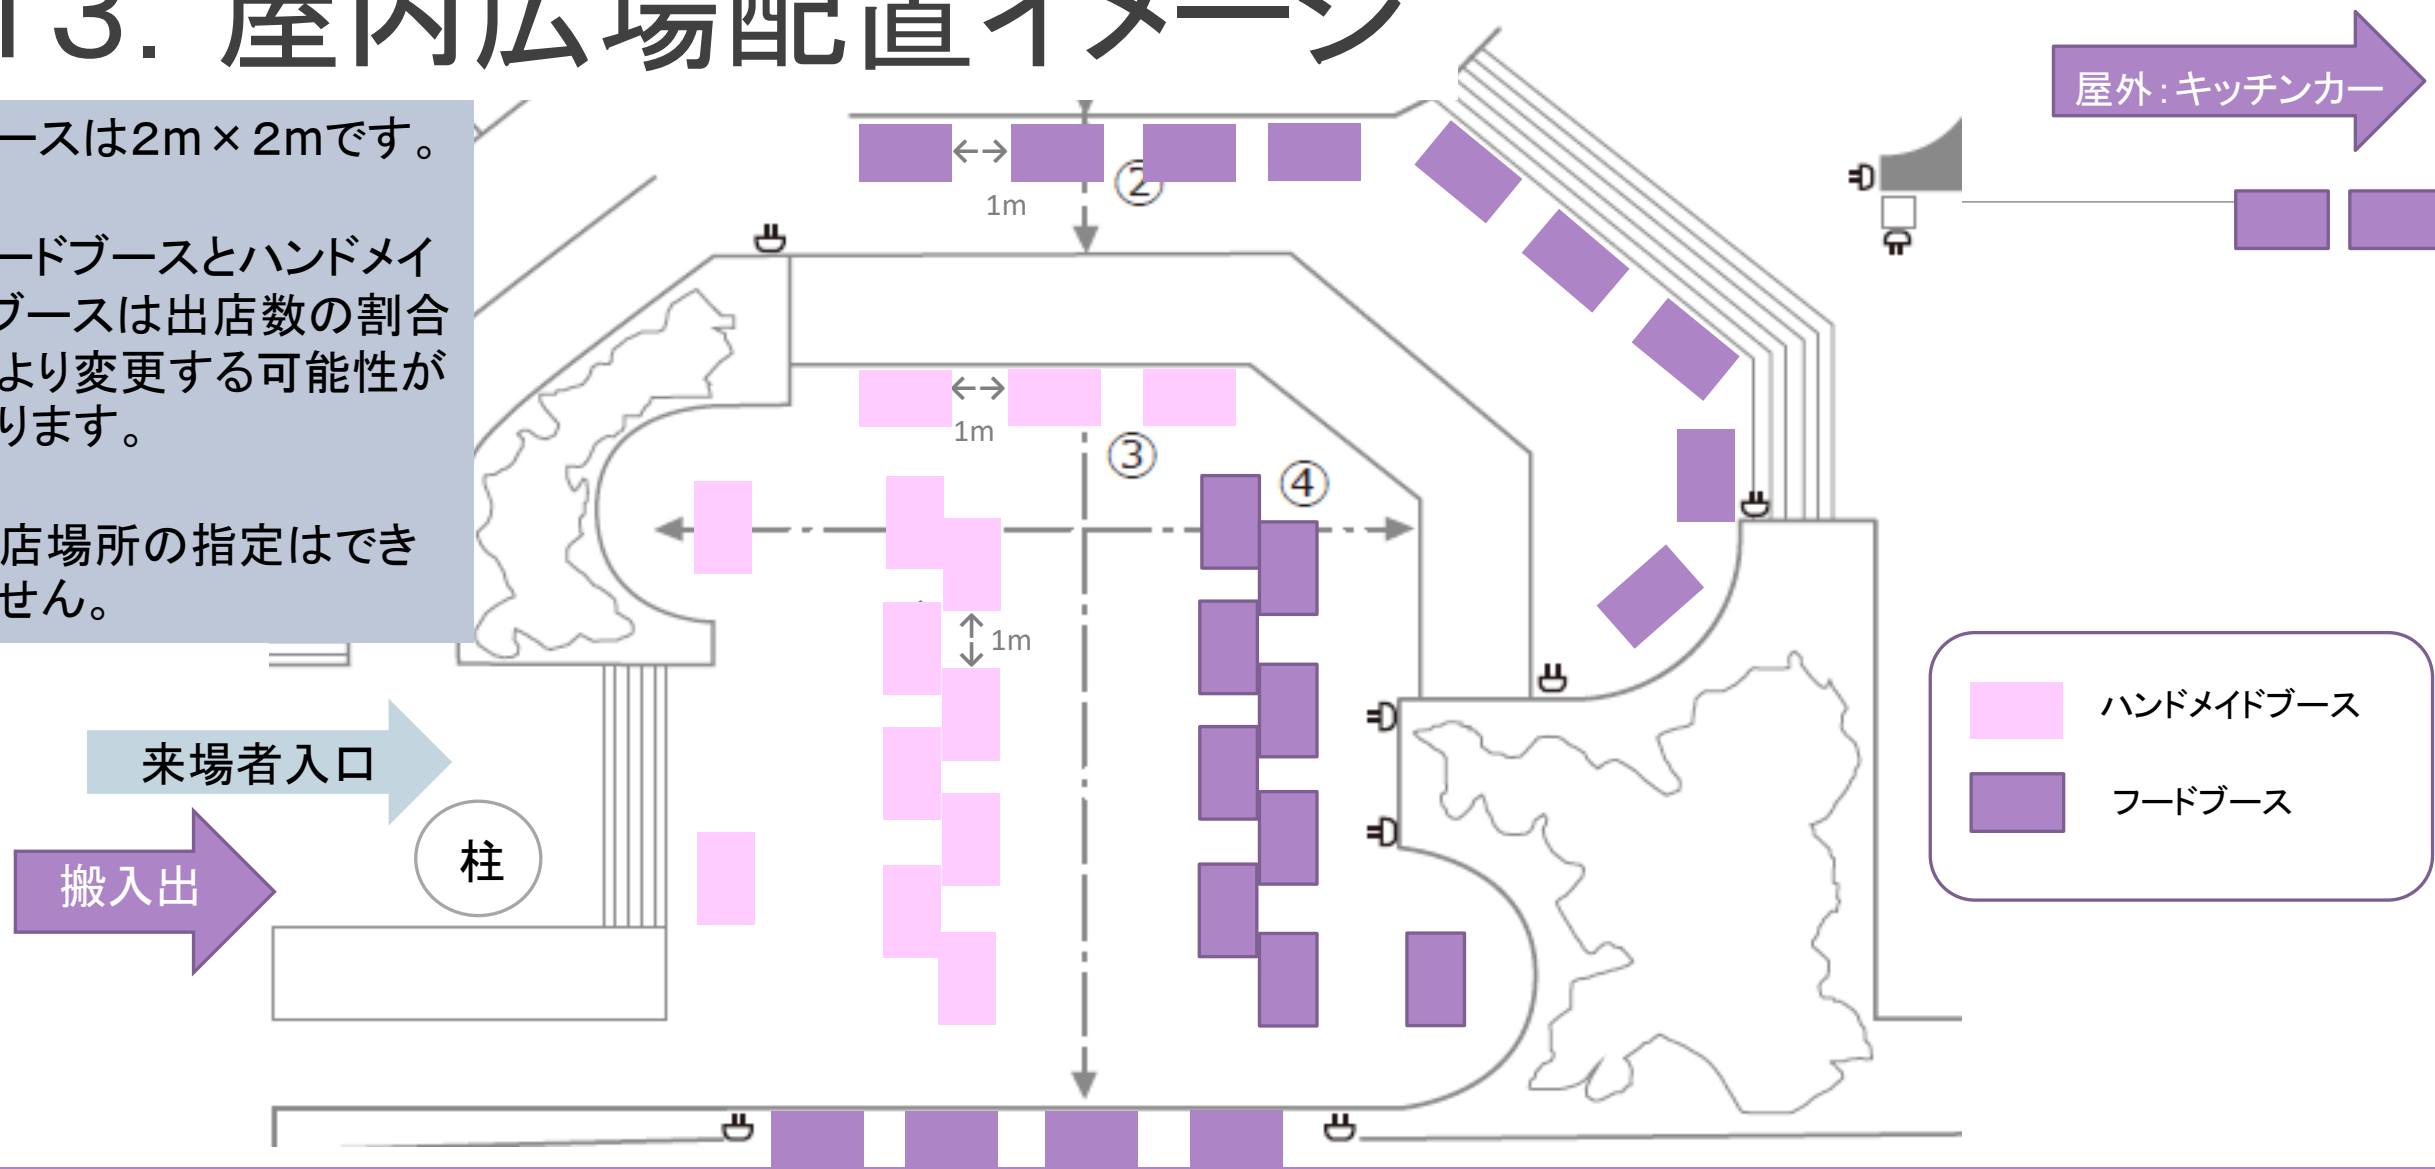 13. 屋内広場配置イメージ
屋外：キッチンカー
ースは2m×2mです。
ードブースとハンドメイ
ブースは出店数の割合
より変更する可能性が
ります。
店場所の指定はでき
せん。
1m
②
1m
③
④
1m
来場者入口
柱
搬入出
ハンドメイドブース
フードブース